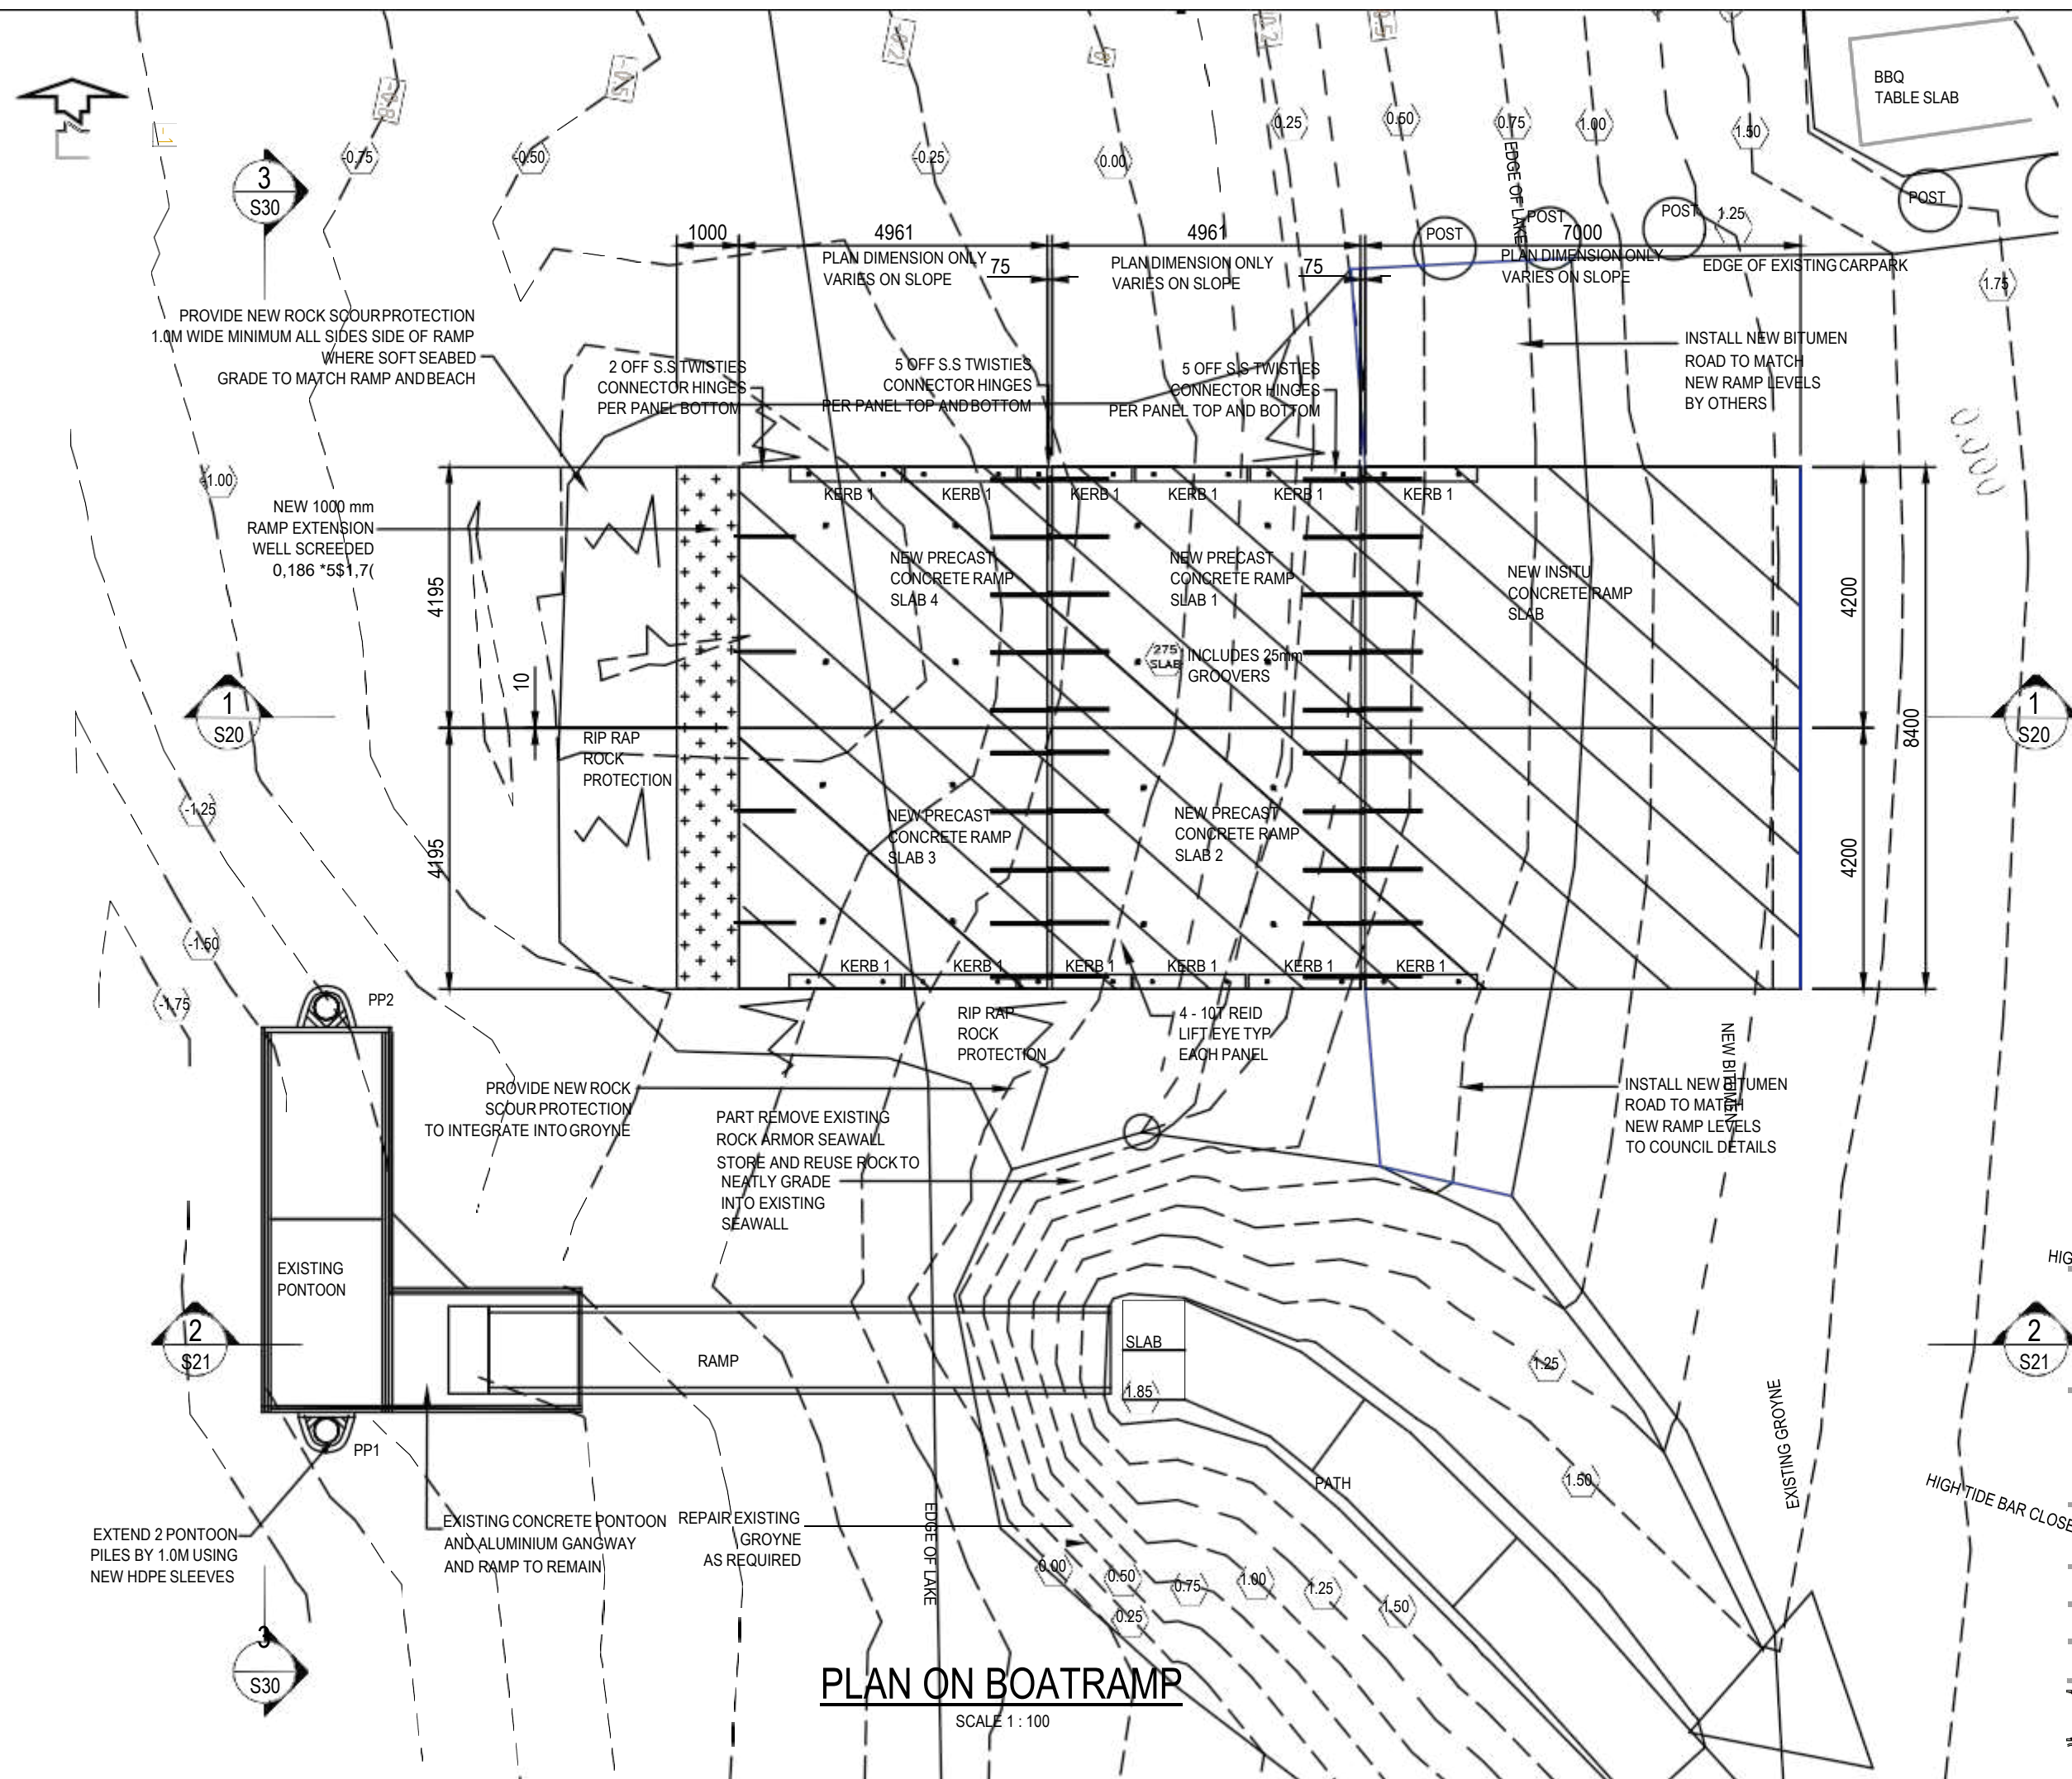 BBQ
TABLE SLAB
POST
POST
POST
POST
EDGE OF LAKE
-0.75
-0.50
-0.25
0.00
0.25
0.50
0.75
1.00
1.50
1.25
1.75
3
S30
1000
4961
4961
7000
PLAN DIMENSION ONLY
VARIES ON SLOPE
75
PLAN DIMENSION ONLY
VARIES ON SLOPE
75
PLAN DIMENSION ONLY
VARIES ON SLOPE
EDGE OF EXISTING CARPARK
PROVIDE NEW ROCK SCOUR PROTECTION
1.0M WIDE MINIMUM ALL SIDES SIDE OF RAMP
WHERE SOFT SEABED
GRADE TO MATCH RAMP AND BEACH
2 OFF S.S TWISTIES
CONNECTOR HINGES
PER PANEL BOTTOM
5 OFF S.S TWISTIES
CONNECTOR HINGES
PER PANEL TOP AND BOTTOM
5 OFF S.S TWISTIES
CONNECTOR HINGES
PER PANEL TOP AND BOTTOM
INSTALL NEW BITUMEN
ROAD TO MATCH
NEW RAMP LEVELS
BY OTHERS
0.000
-1.00
NEW 1000 mm
RAMP EXTENSION
WELL SCREEDED
0,186 *5$1,7(
KERB 1
KERB 1
KERB 1
KERB 1
KERB 1
KERB 1
4195
4195
10
NEW PRECAST
CONCRETE RAMP
SLAB 4
NEW PRECAST
CONCRETE RAMP
SLAB 1
NEW INSITU
CONCRETE RAMP
SLAB
275
SLAB
INCLUDES 25mm
GROOVERS
4200
4200
8400
1
S20
1
S20
RIP RAP
ROCK
PROTECTION
NEW PRECAST
CONCRETE RAMP
SLAB 3
NEW PRECAST
CONCRETE RAMP
SLAB 2
-1.25
-1.50
-1.75
KERB 1
KERB 1
KERB 1
KERB 1
KERB 1
KERB 1
PP2
RIP RAP
ROCK
PROTECTION
4 - 10T REID
LIFT EYE TYP
EACH PANEL
NEW BITUMEN
PROVIDE NEW ROCK
SCOUR PROTECTION
TO INTEGRATE INTO GROYNE
PART REMOVE EXISTING
ROCK ARMOR SEAWALL
STORE AND REUSE ROCK TO
NEATLY GRADE
INTO EXISTING
SEAWALL
INSTALL NEW BITUMEN
ROAD TO MATCH
NEW RAMP LEVELS
TO COUNCIL DETAILS
EXISTING
PONTOON
HIG
2
S21
2
S21
RAMP
SLAB
1.85
1.25
1.50
EXISTING GROYNE
PP1
PATH
HIGH TIDE BAR CLOSE
EXTEND 2 PONTOON
PILES BY 1.0M USING
NEW HDPE SLEEVES
EXISTING CONCRETE PONTOON
AND ALUMINIUM GANGWAY
AND RAMP TO REMAIN
REPAIR EXISTING
GROYNE
AS REQUIRED
EDGE OF LAKE
0.00
0.50
0.75
1.00
1.25
1.50
0.25
3
S30
PLAN ON BOATRAMP
SCALE 1 : 100